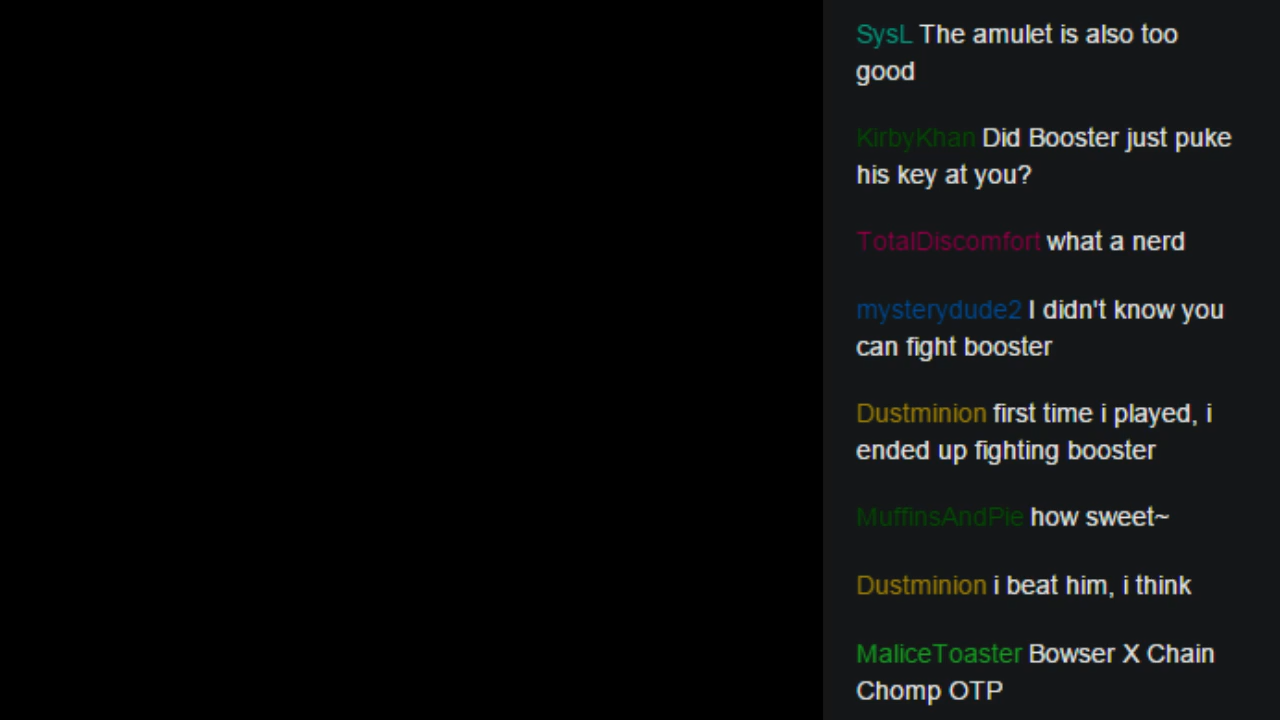 SysL The amulet is also too
good
KirbyKhan Did Booster just puke
his key at you?
TotalDiscomfort what a nerd
mysterydude2 I didn't know you
can fight booster
Dustminion first time i played, i
ended up fighting booster
MuffinsAndPie how sweet~
Dustminion i beat him, i think
MaliceToaster Bowser X Chain
Chomp OTP